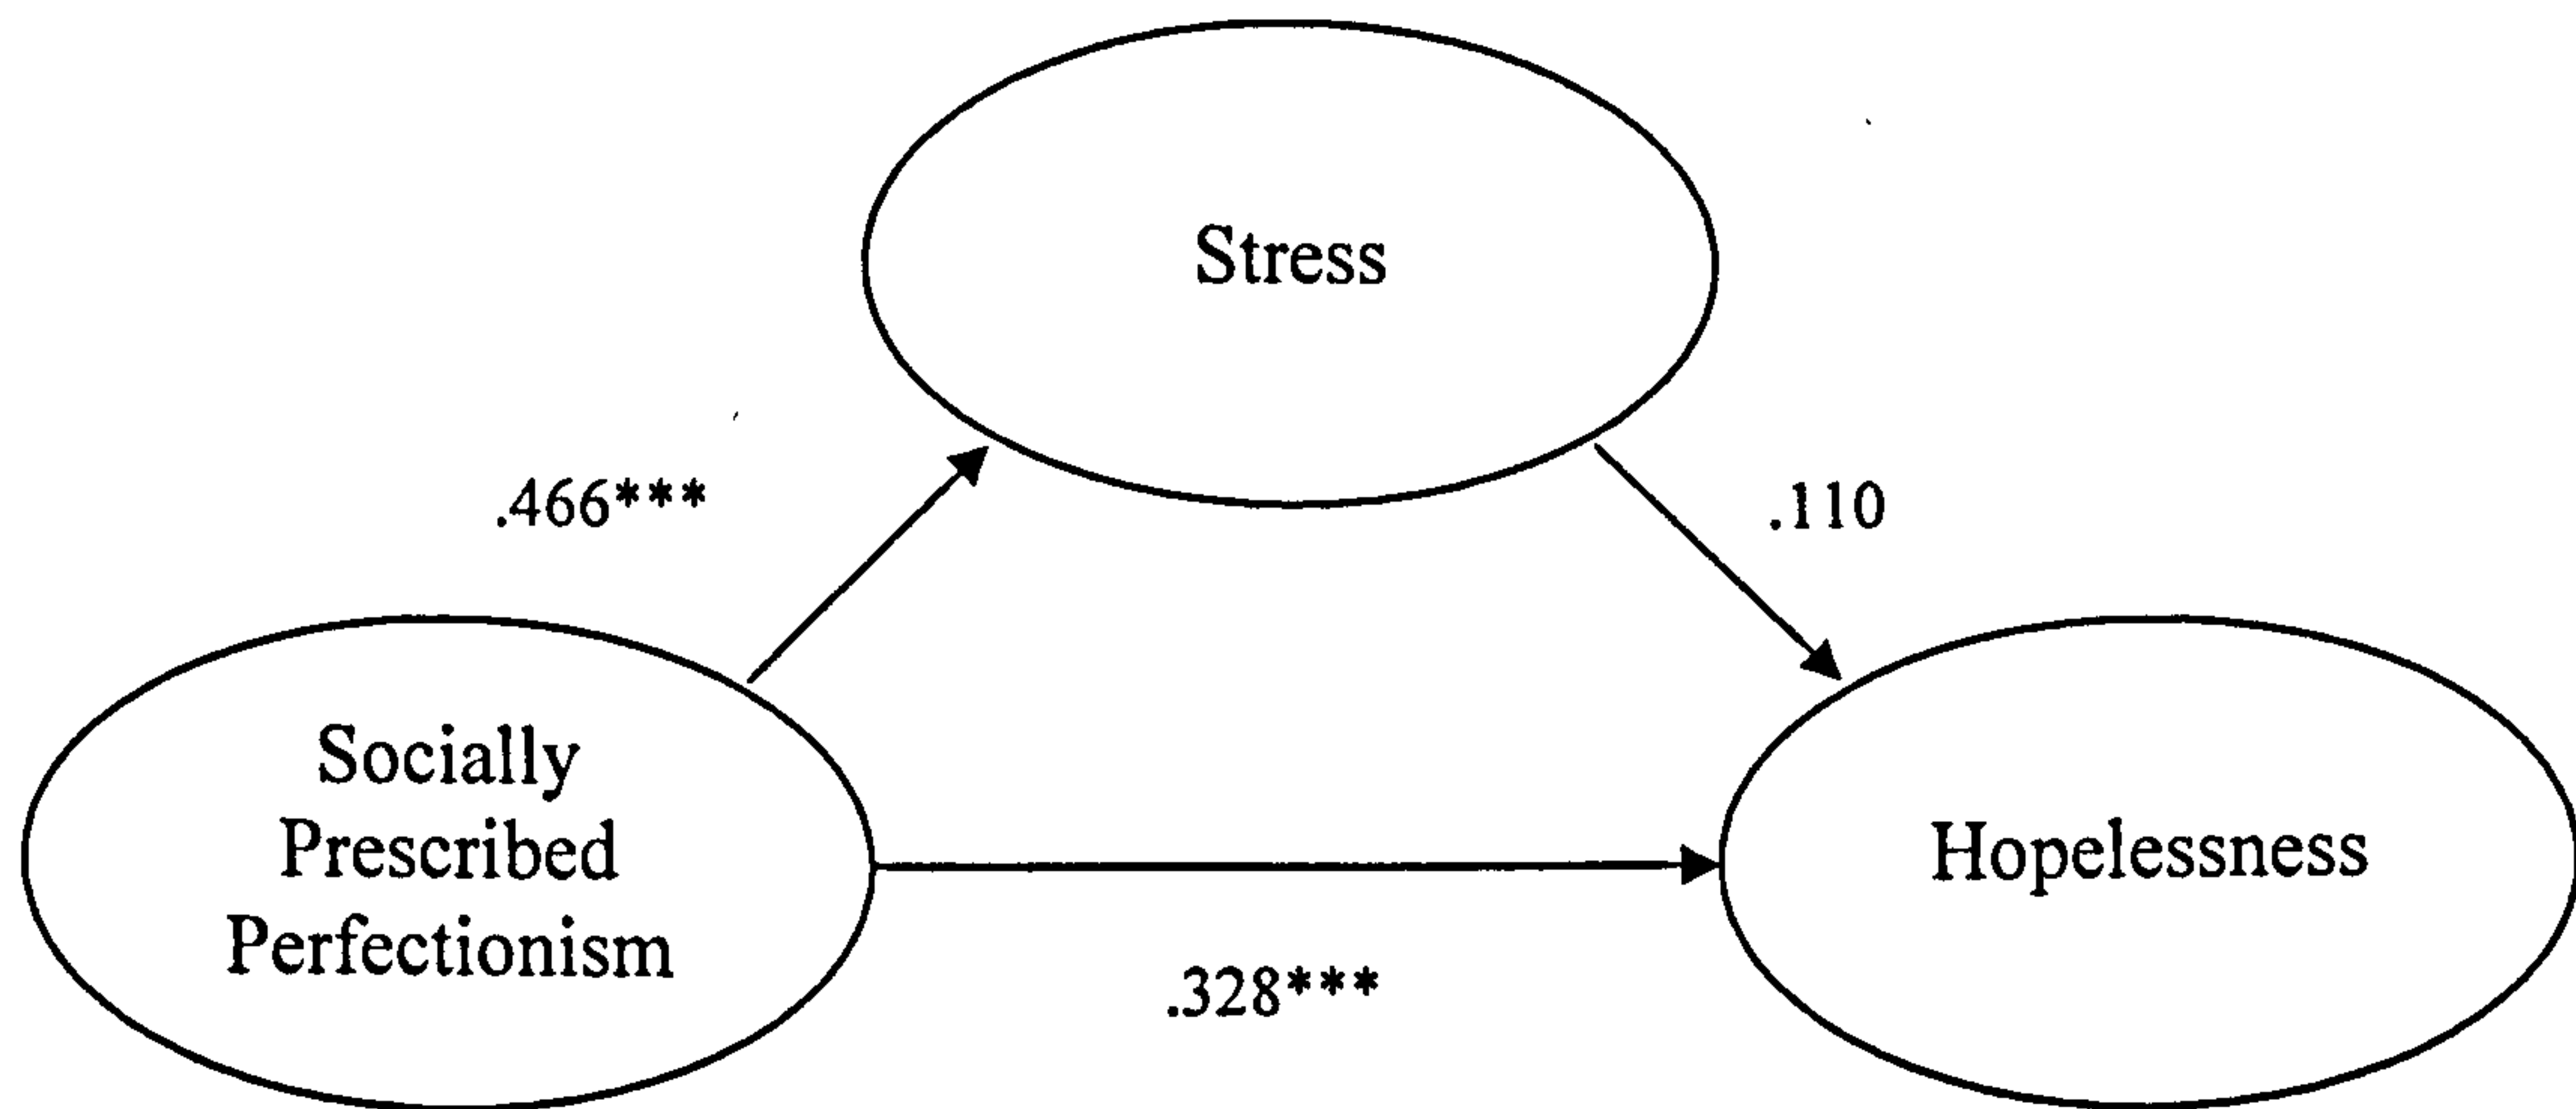 Stress
.466***
.110
Socially
Prescribed
Perfectionism
Hopelessness
.328***